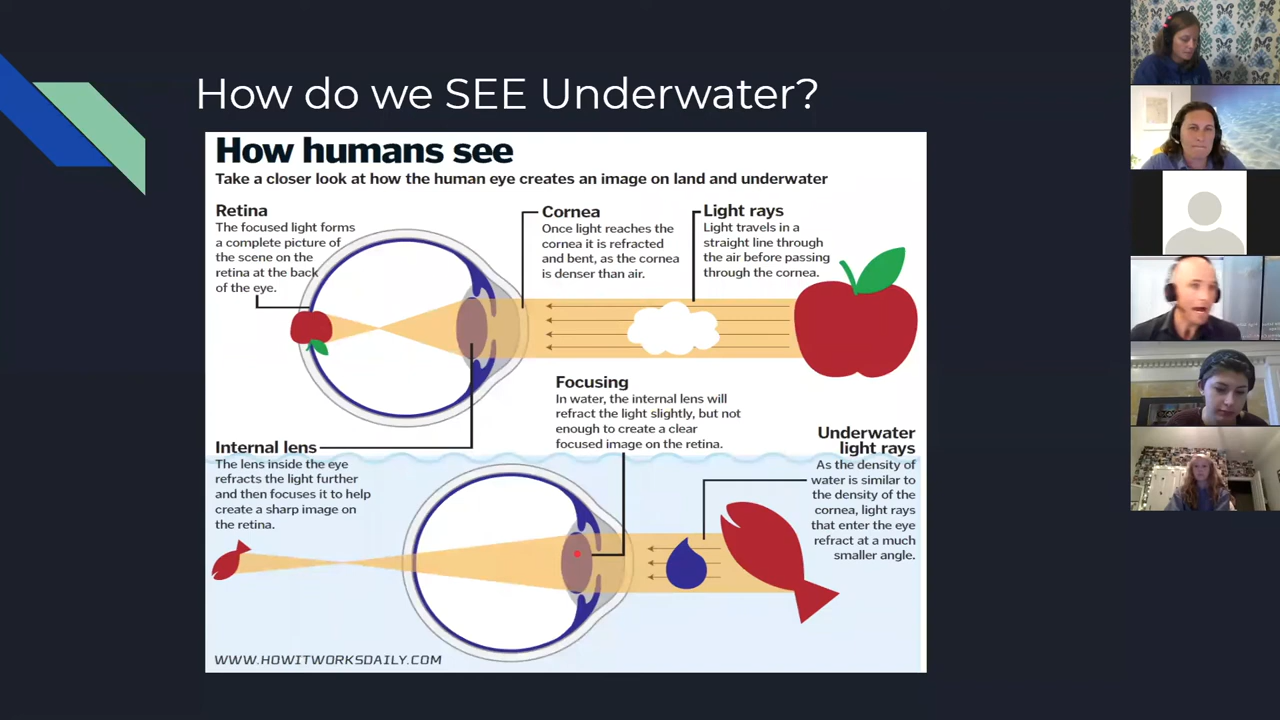 How do we SEE Underwater?
How humans see
Take a closer look at how the human eye creates an image on land and underwater
Retina
The focused light forms
a complete picture of
the scene on the
retina at the back
of the eye.
Cornea
Once light reaches the
cornea it is refracted
and bent, as the cornea
is denser than air.
Light rays
Light travels in a
straight line through
the air before passing
through the cornea.
Focusing
In water, the internal lens will
refract the light slightly, but not
enough to create a clear
focused image on the retina.
Internal lens
The lens inside the eye
refracts the light further
and then focuses it to help
create a sharp image on
the retina.
Underwater
light rays
As the density of
water is similar to
the density of the
cornea, light rays
that enter the eye
refract at a much
smaller angle.
WWW.HOWITWORKSDAILY.COM